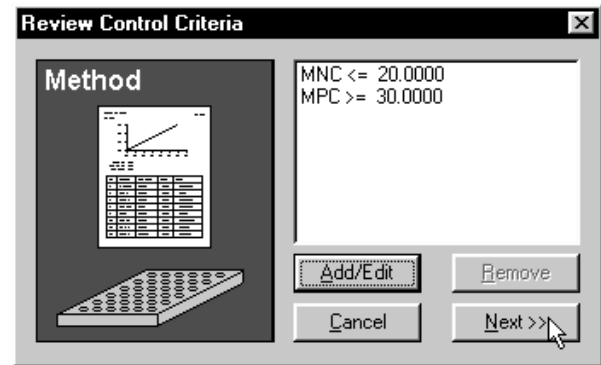 Review Control Criteria
Method
MNC <= 20.0000
MPC >= 30.0000
Add/Edit
Remove
Cancel
Next >>